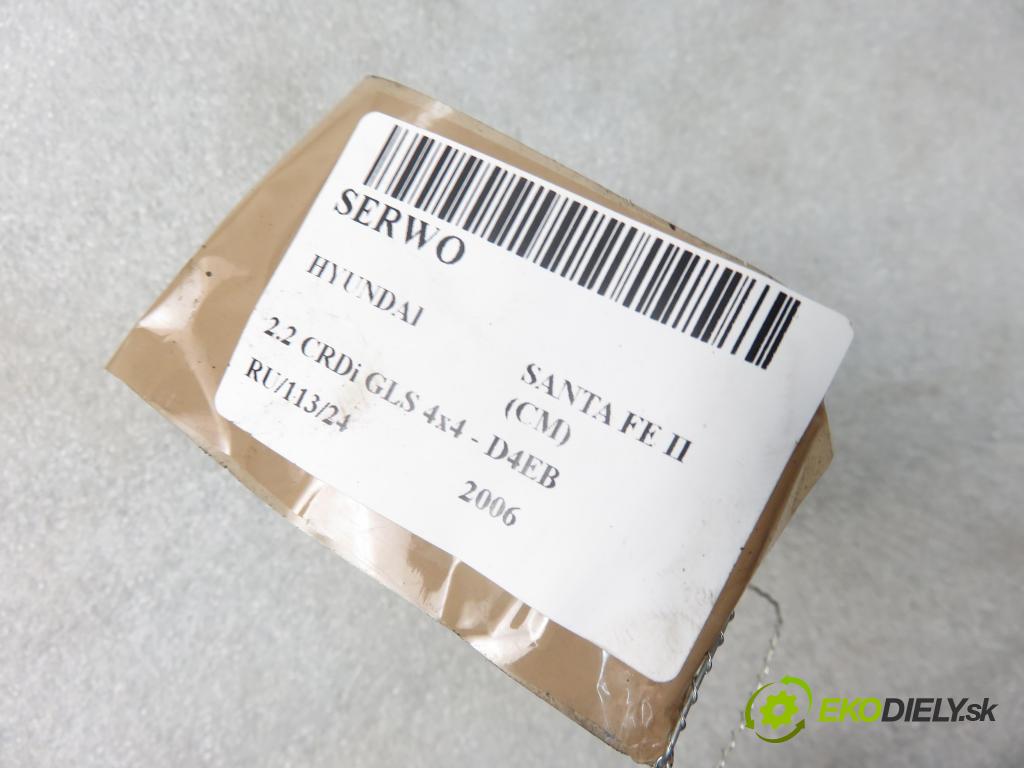 SERWO
HYUNDAI
SANTA FE II
(CM)
2.2 CRDi GLS 4x4 - D4EB
RU/113/24
2006
EKODIELY.sk